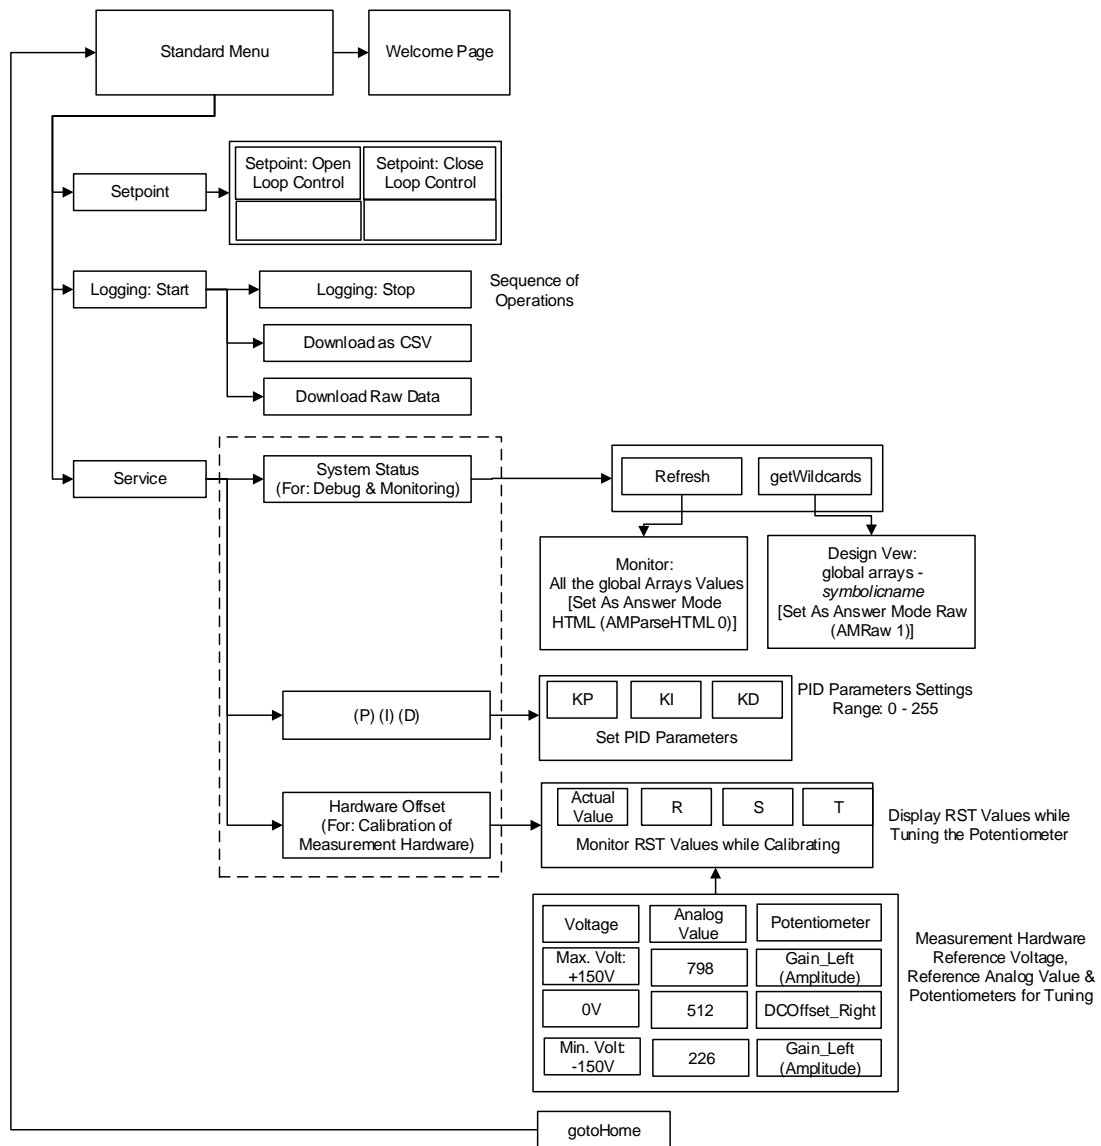 Standard Menu
Welcome Page
Setpoint
Setpoint: Open
Loop Control
Setpoint: Close
Loop Control
Logging: Start
Logging: Stop
Sequence of
Operations
Download as CSV
Download Raw Data
Service
System Status
(For: Debug & Monitoring)
Refresh
getWildcards
Monitor:
All the global Arrays Values
[Set As Answer Mode
HTML (AMParseHTML 0)]
Design Vew:
global arrays -
symbolicname
[Set As Answer Mode Raw
(AMRaw 1)]
(P) (I) (D)
KP
KI
KD
Set PID Parameters
PID Parameters Settings
Range: 0 - 255
Hardware Offset
(For: Calibration of
Measurement Hardware)
Actual
Value
R
S
T
Monitor RST Values while Calibrating
Display RST Values while
Tuning the Potentiometer
Voltage
Analog
Value
Potentiometer
Max. Volt:
+150V
798
Gain_Left
(Amplitude)
0V
512
DCOffset_Right
Min. Volt:
-150V
226
Gain_Left
(Amplitude)
Measurement Hardware
Reference Voltage,
Reference Analog Value &
Potentiometers for Tuning
gotoHome